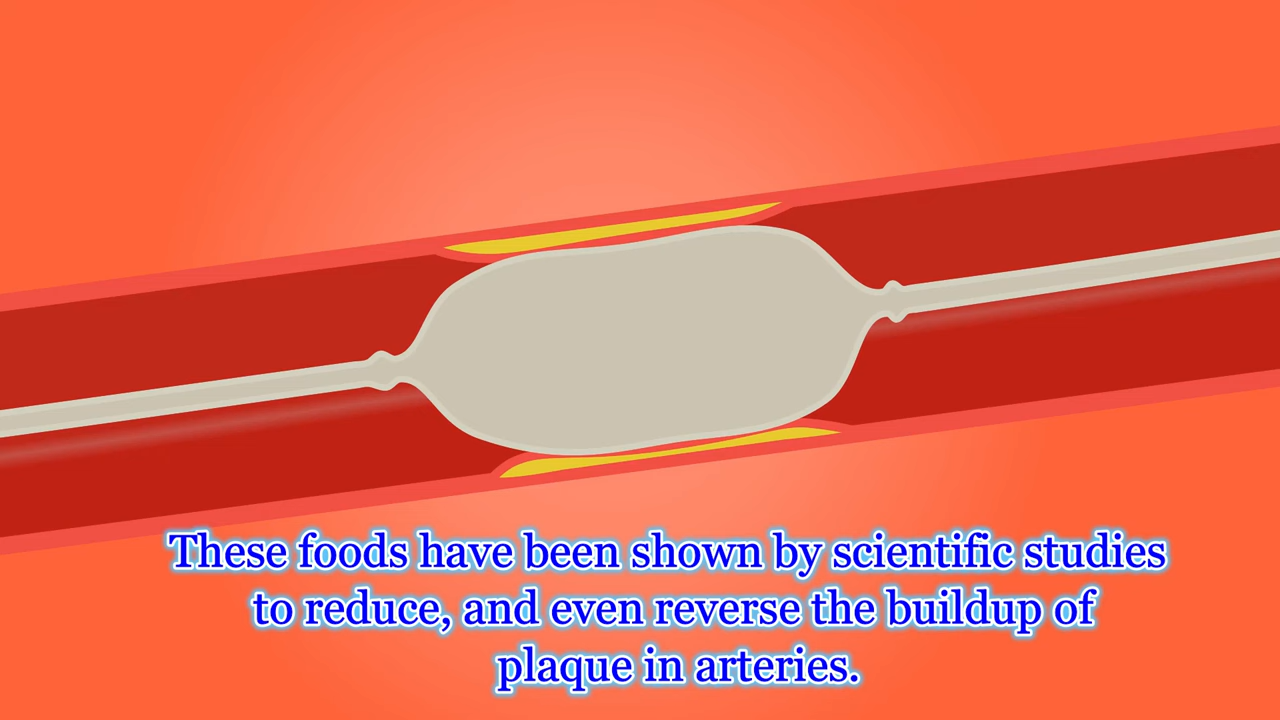 These foods have been shown by scientific studies
to reduce, and even reverse the buildup of
plaque in arteries.